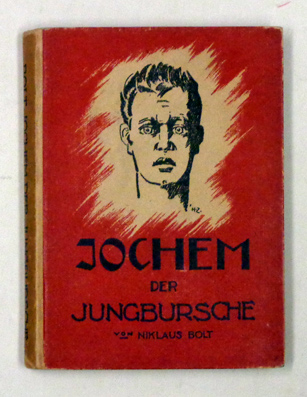 JOCHEM
DER
JUNGBURSCHE
VON NIKLAUS BOLT